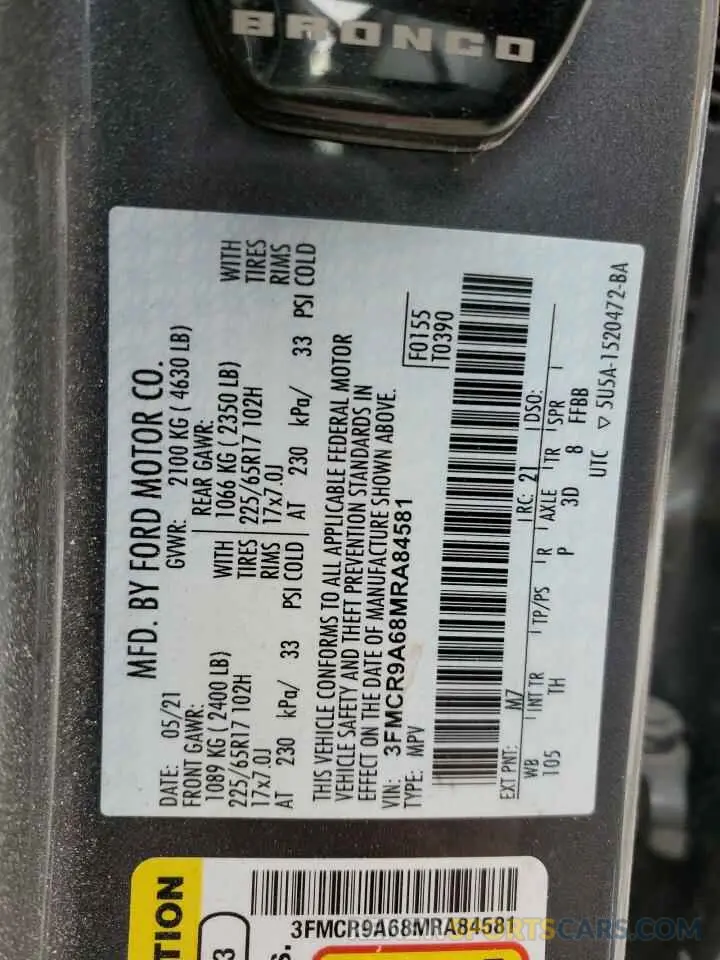 BRONCO
MFD. BY FORD MOTOR CO.
DATE: 05/21 GVWR: 2100 KG ( 4630 LB)
FRONT GAWR: REAR GAWR:
1089 KG ( 2400 LB) WITH 1066 KG ( 2350 LB) WITH
225/65R17 102H TIRES 225/65R17 102H TIRES
17x7.0J RIMS 17x7.0J RIMS
AT 230 kPa/ 33 PSI COLD AT 230 kPa/ 33 PSI COLD
THIS VEHICLE CONFORMS TO ALL APPLICABLE FEDERAL MOTOR
VEHICLE SAFETY AND THEFT PREVENTION STANDARDS IN
EFFECT ON THE DATE OF MANUFACTURE SHOWN ABOVE.
VIN: 3FMCR9A68MRA84581 F0155
TYPE: MPV T0390
EXT PNT: M7 RC: 21 DSO:
WB INT TR TP/PS R AXLE TR SPR
105 TH P 3D 8 FFBB
UTC ▽ 5U5A-1520472-BA
3FMCR9A68MRA84581
SPORTSCARS.COM